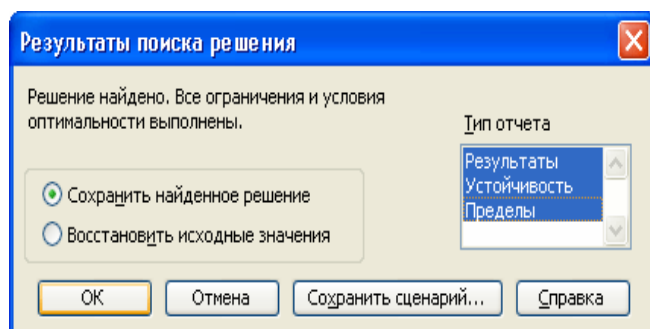 Результаты поиска решения
Решение найдено. Все ограничения и условия
оптимальности выполнены.
Тип отчета
Результаты
Устойчивость
Пределы
Сохранить найденное решение
Восстановить исходные значения
ОК
Отмена
Сохранить сценарий...
Справка